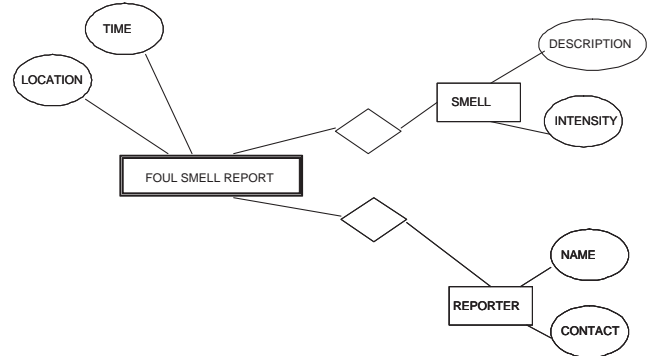 TIME
LOCATION
DESCRIPTION
SMELL
INTENSITY
FOUL SMELL REPORT
NAME
REPORTER
CONTACT